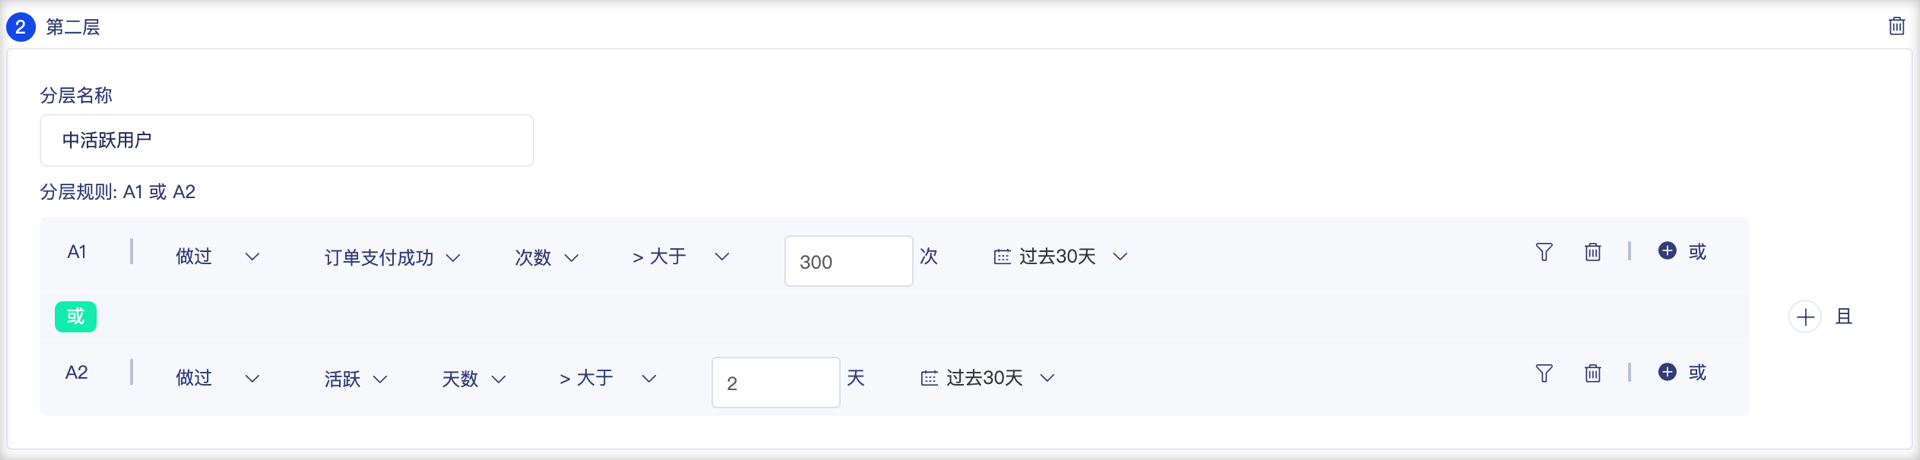 2 第二层
分层名称
中活跃用户
分层规则: A1 或 A2
A1 做过 订单支付成功 次数 > 大于 300 次 过去30天 或
或
且
A2 做过 活跃 天数 > 大于 2 天 过去30天 或